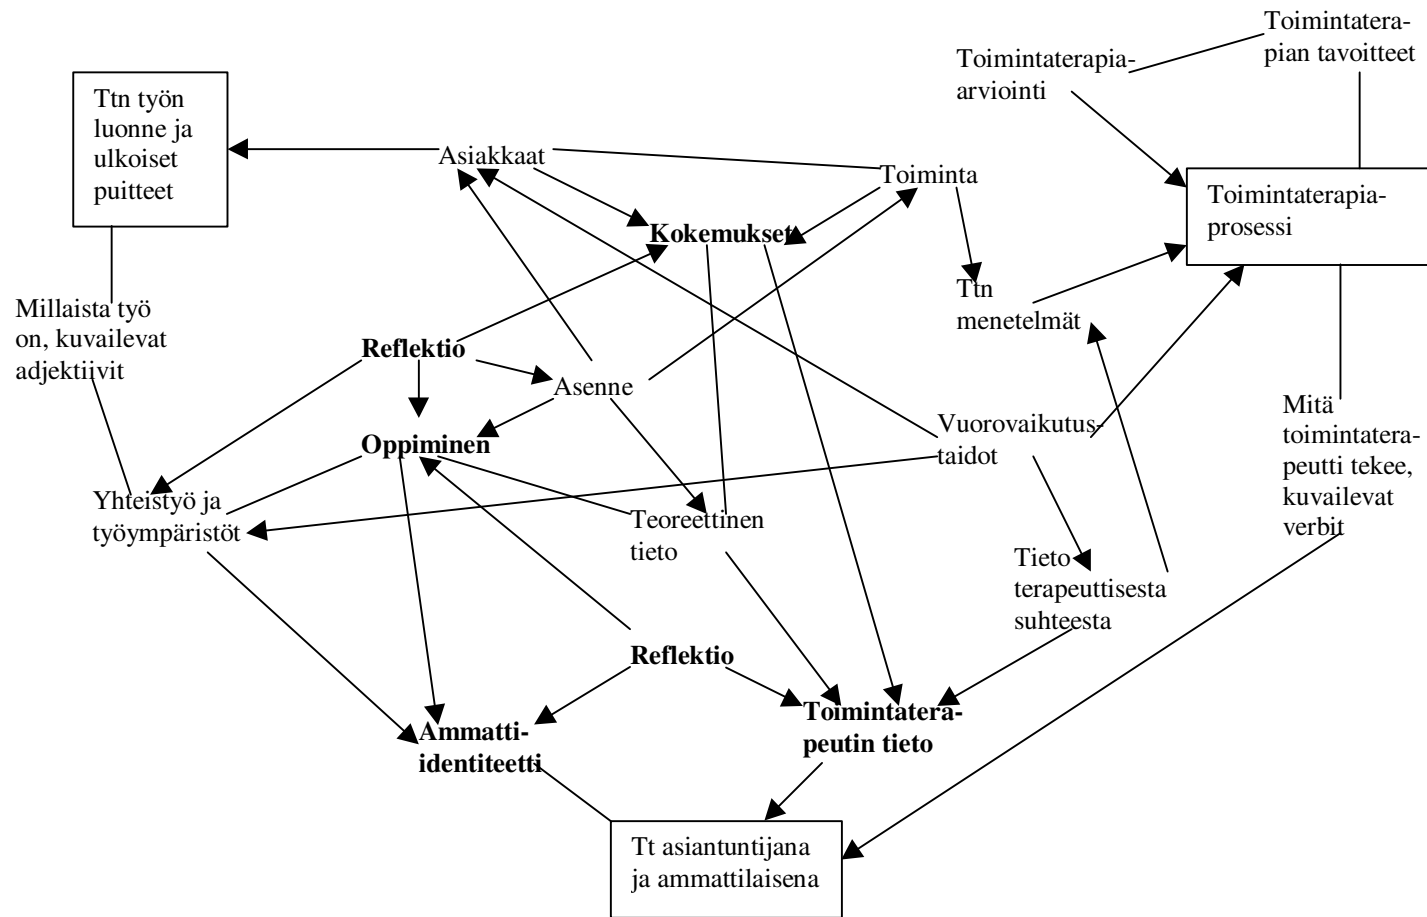 Toimintatera-
pian tavoitteet
Toimintaterapia-
arviointi
Ttn työn
luonne ja
ulkoiset
puitteet
Asiakkaat
Toiminta
Toimintaterapia-
prosessi
Kokemukset
Ttn
menetelmät
Millaista työ
on, kuvailevat
adjektiivit
Reflektio
Asenne
Mitä
toimintatera-
peutti tekee,
kuvailevat
verbit
Vuorovaikutus-
taidot
Oppiminen
Yhteistyö ja
työympäristöt
Teoreettinen
tieto
Tieto
terapeuttisesta
suhteesta
Reflektio
Toimintatera-
peutin tieto
Ammatti-
identiteetti
Tt asiantuntijana
ja ammattilaisena